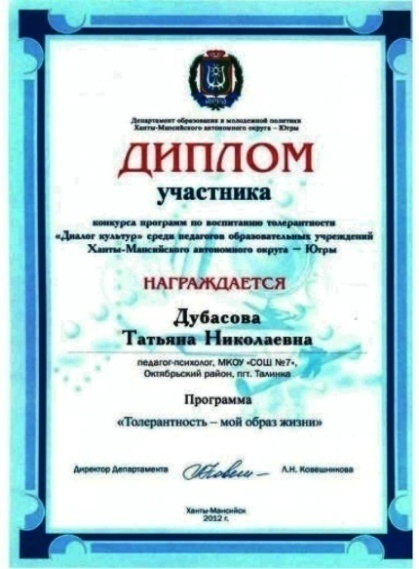 Департамент образования и молодежной политики
Ханты-Мансийского автономного округа – Югры
ДИПЛОМ
участника
конкурса программ по воспитанию толерантности
«Диалог культур» среди педагогов образовательных учреждений
Ханты-Мансийского автономного округа – Югры
НАГРАЖДАЕТСЯ
Дубасова
Татьяна Николаевна
педагог-психолог, МКОУ «СОШ №7»,
Октябрьский район, пгт. Талинка
Программа
«Толерантность – мой образ жизни»
Директор Департамента
Л.Н. Ковешникова
Ханты-Мансийск
2012 г.